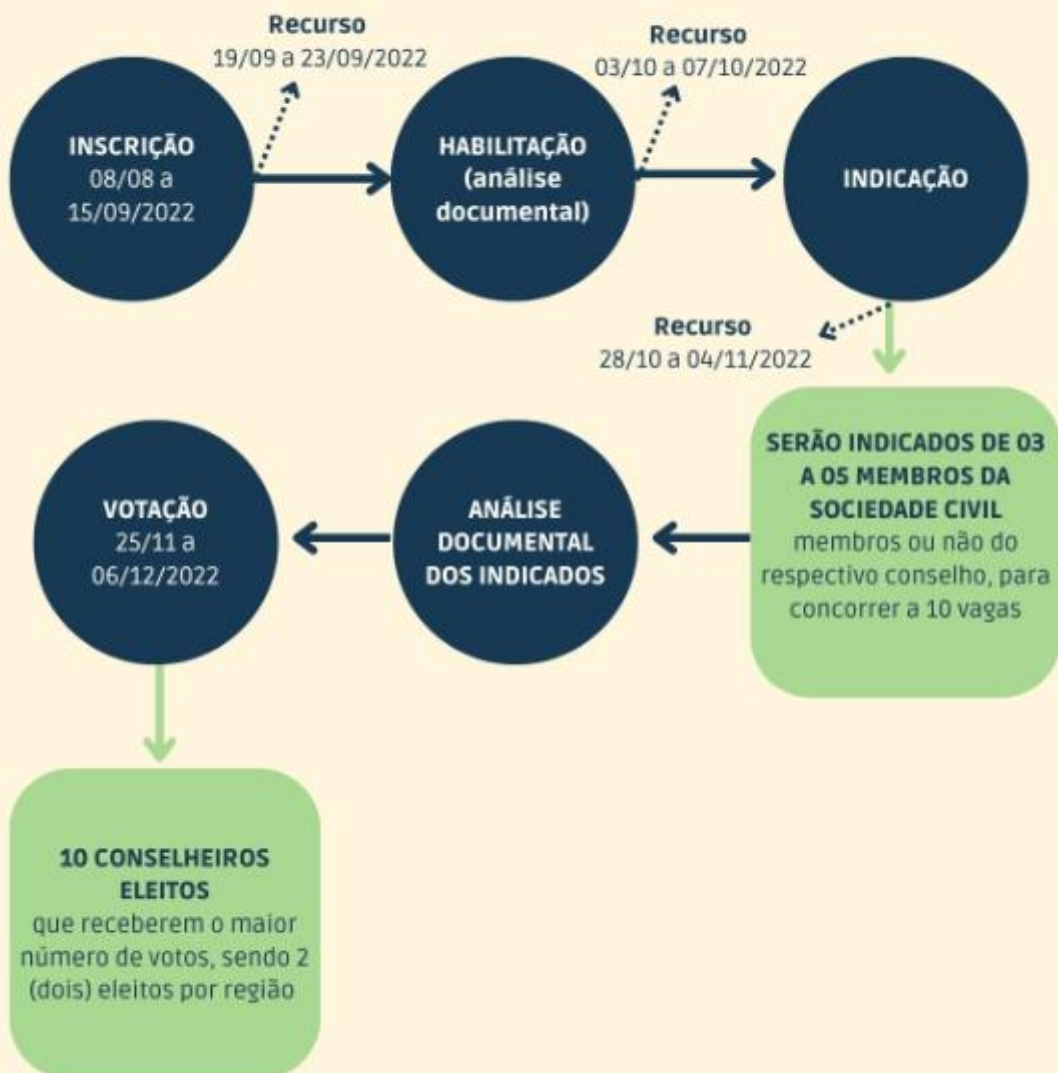 Recurso
19/09 a 23/09/2022
Recurso
03/10 a 07/10/2022
INSCRIÇÃO
08/08 a
15/09/2022
HABILITAÇÃO
(análise
documental)
INDICAÇÃO
Recurso
28/10 a 04/11/2022
SERÃO INDICADOS DE 03
A 05 MEMBROS DA
SOCIEDADE CIVIL
membros ou não do
respectivo conselho, para
concorrer a 10 vagas
ANÁLISE
DOCUMENTAL
DOS INDICADOS
VOTAÇÃO
25/11 a
06/12/2022
10 CONSELHEIROS
ELEITOS
que receberem o maior
número de votos, sendo 2
(dois) eleitos por região